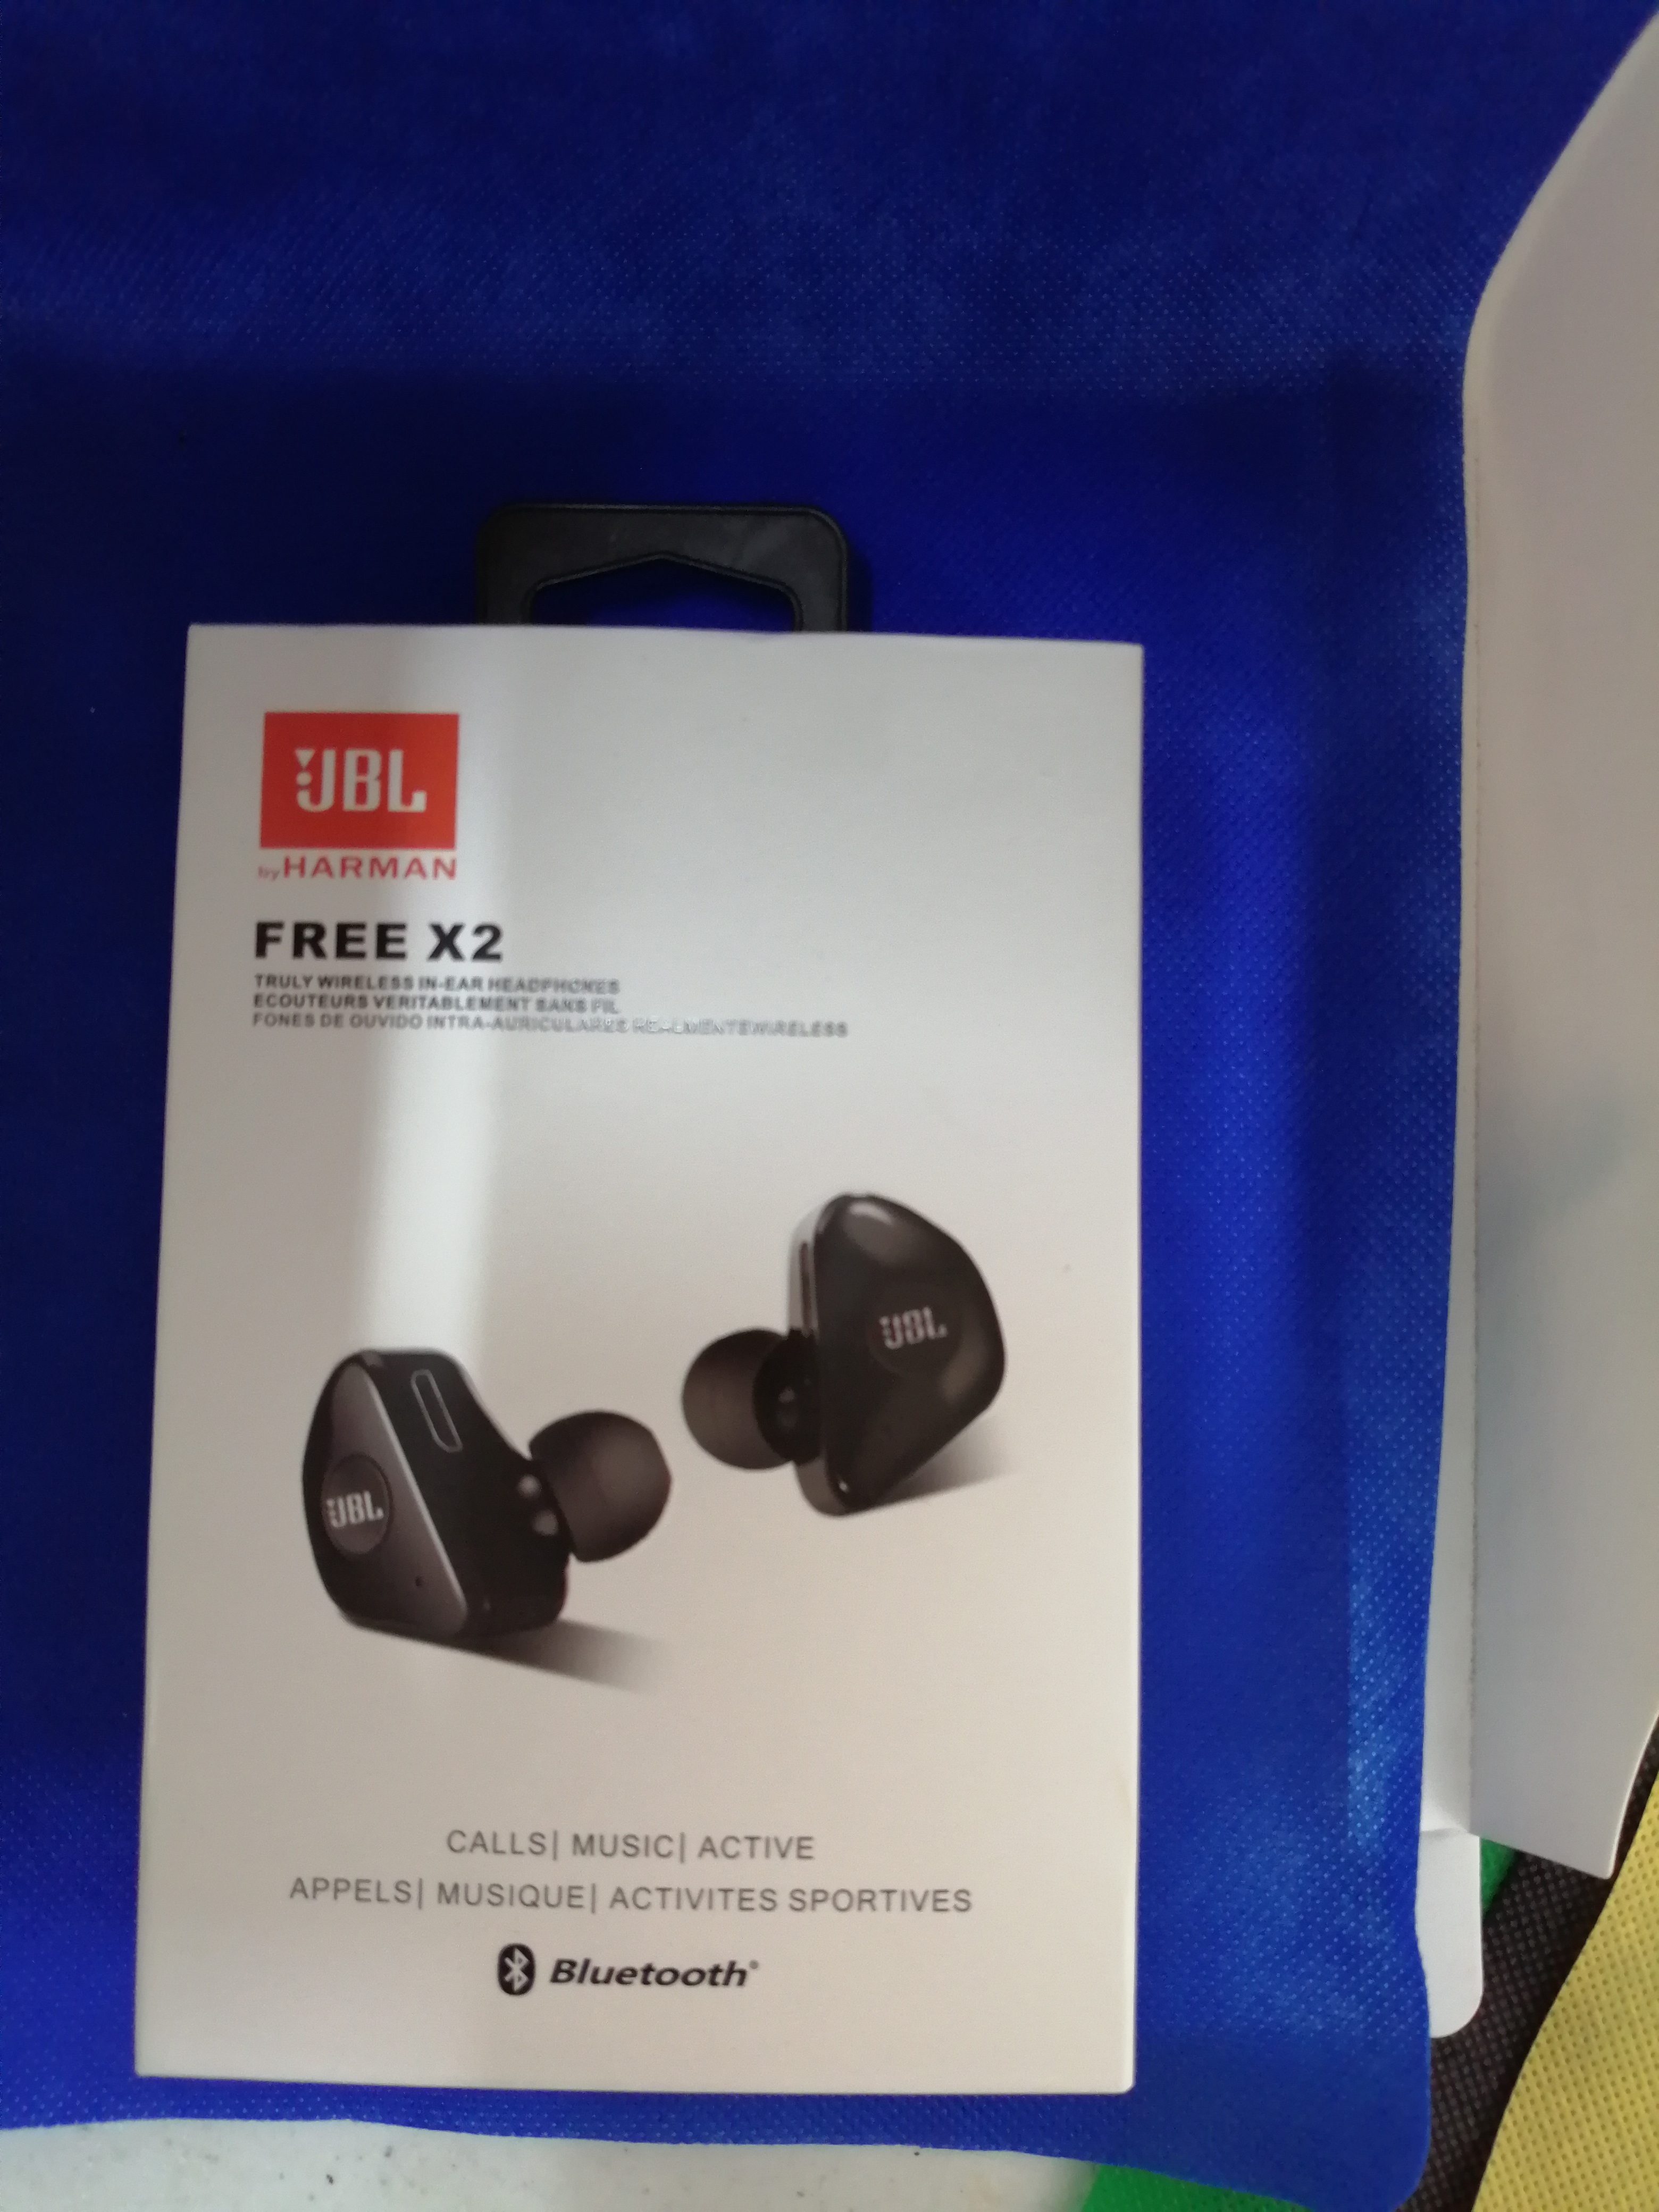 JBL
by HARMAN
FREE X2
TRULY WIRELESS IN-EAR HEADPHONES
ECOUTEURS VERITABLEMENT SANS FIL
FONES DE OUVIDO INTRA-AURICULARES REALMENTEWIRELESS
JBL
JBL
CALLS| MUSIC| ACTIVE
APPELS| MUSIQUE| ACTIVITES SPORTIVES
Bluetooth®